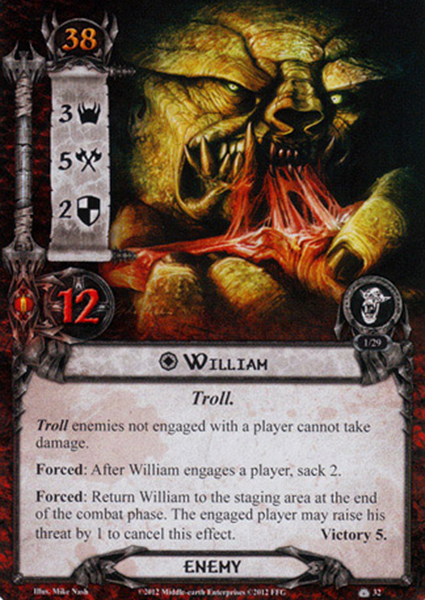 38
3
5
2
12
1/29
William
Troll.
Troll enemies not engaged with a player cannot take
damage.
Forced: After William engages a player, sack 2.
Forced: Return William to the staging area at the end
of the combat phase. The engaged player may raise his
threat by 1 to cancel this effect. Victory 5.
ENEMY
Illus. Mike Nash ©2012 Middle-earth Enterprises ©2012 FFG 32